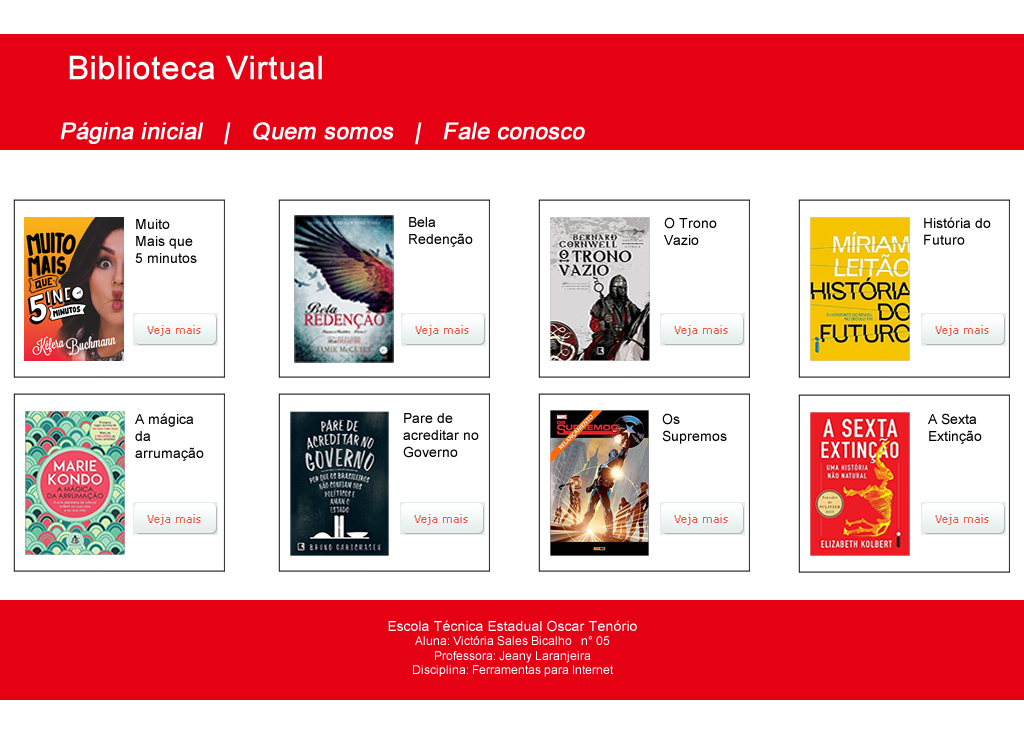 Biblioteca Virtual
Página inicial | Quem somos | Fale conosco
MUITO
MAIS
QUE
5INCO
MINUTOS
Kéfera Buchmann
Muito
Mais que
5 minutos
Veja mais
Bela
REDENÇÃO
JAMIE McGUIRE
Bela
Redenção
Veja mais
BERNARD
CORNWELL
O TRONO
VAZIO
O Trono
Vazio
Veja mais
MÍRIAM
LEITÃO
HISTÓRIA
DO
FUTURO
História do
Futuro
Veja mais
MARIE
KONDO
A MÁGICA
DA ARRUMAÇÃO
A mágica
da
arrumação
Veja mais
PARE DE
ACREDITAR NO
GOVERNO
POR QUE OS BRASILEIROS
NÃO CONFIAM NOS
POLÍTICOS E
AMAM O
ESTADO
BRUNO GARSCHAGEN
Pare de
acreditar no
Governo
Veja mais
MARVEL
OS
SUPREMOS
Os
Supremos
Veja mais
A SEXTA
EXTINÇÃO
UMA HISTÓRIA
NÃO NATURAL
ELIZABETH KOLBERT
A Sexta
Extinção
Veja mais
Escola Técnica Estadual Oscar Tenório
Aluna: Victória Sales Bicalho n° 05
Professora: Jeany Laranjeira
Disciplina: Ferramentas para Internet